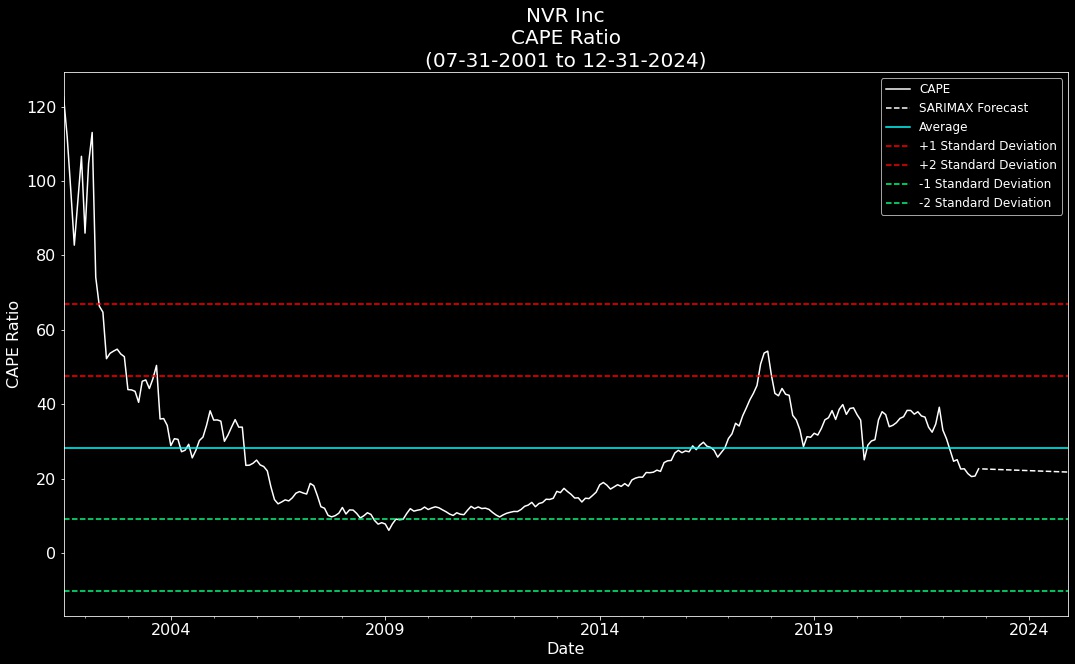 NVR Inc
CAPE Ratio
(07-31-2001 to 12-31-2024)
CAPE
SARIMAX Forecast
Average
+1 Standard Deviation
+2 Standard Deviation
-1 Standard Deviation
-2 Standard Deviation
CAPE Ratio
120
100
80
60
40
20
0
2004
2009
2014
2019
2024
Date